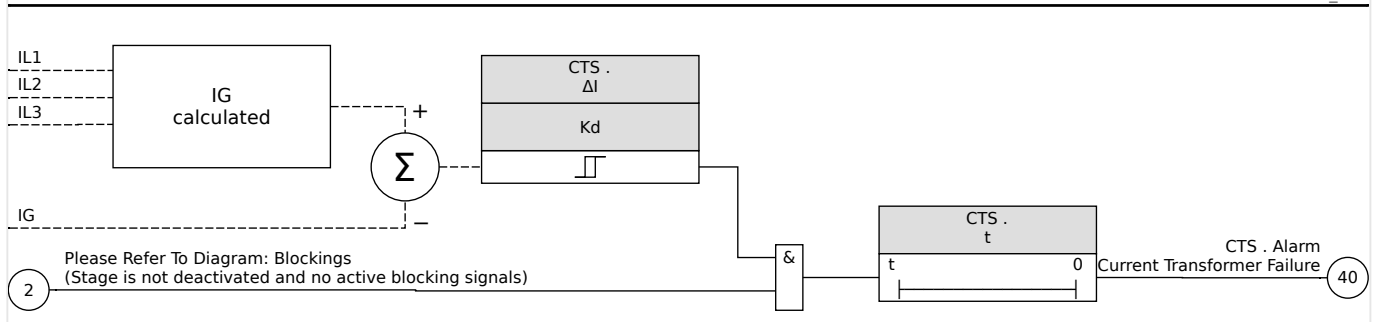 IL1
IL2
IL3
IG
calculated
+
Σ
−
IG
CTS .
ΔI
Kd
Please Refer To Diagram: Blockings
(Stage is not deactivated and no active blocking signals)
2
&
CTS .
t
t 0
CTS . Alarm
Current Transformer Failure
40